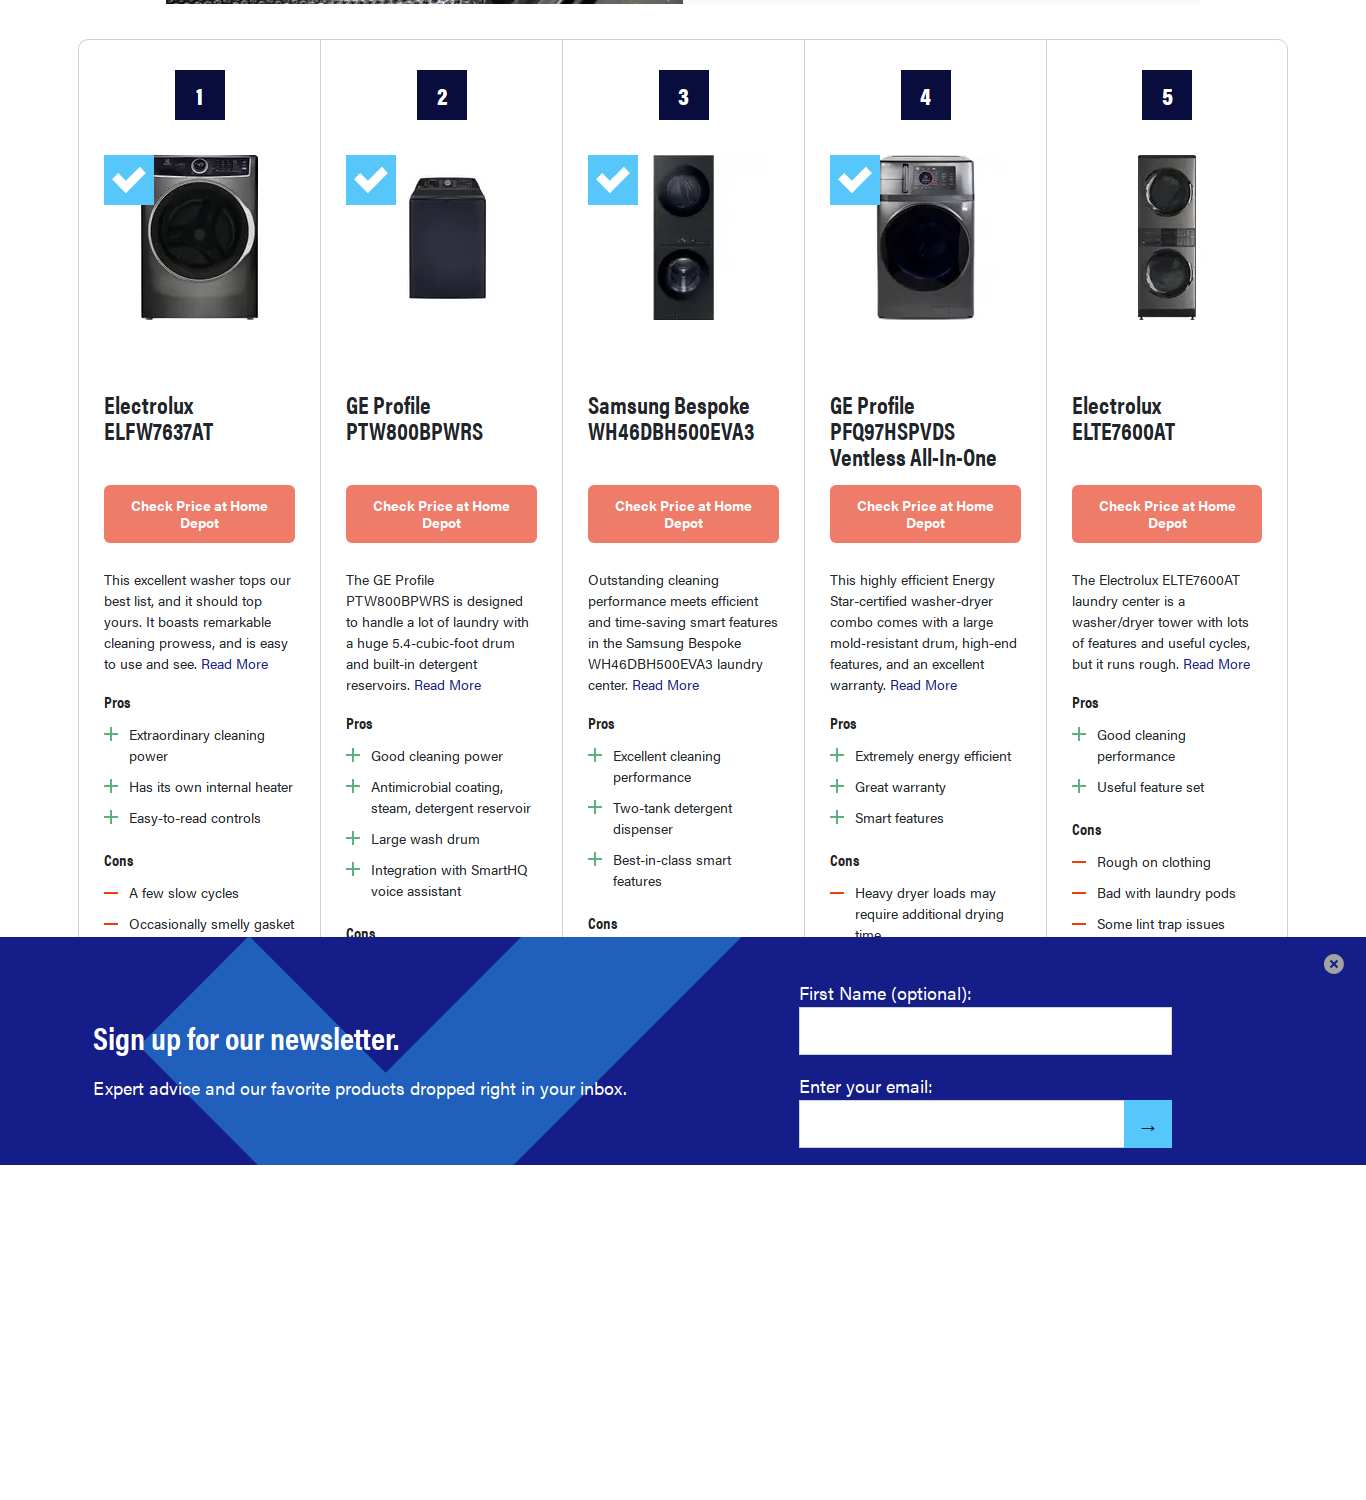 1
Electrolux
ELFW7637AT
Check Price at Home
Depot
This excellent washer tops our
best list, and it should top
yours. It boasts remarkable
cleaning prowess, and is easy
to use and see. Read More
Pros
Extraordinary cleaning
power
Has its own internal heater
Easy-to-read controls
Cons
A few slow cycles
Occasionally smelly gasket
2
GE Profile
PTW800BPWRS
Check Price at Home
Depot
The GE Profile
PTW800BPWRS is designed
to handle a lot of laundry with
a huge 5.4-cubic-foot drum
and built-in detergent
reservoirs. Read More
Pros
Good cleaning power
Antimicrobial coating,
steam, detergent reservoir
Large wash drum
Integration with SmartHQ
voice assistant
Cons
3
Samsung Bespoke
WH46DBH500EVA3
Check Price at Home
Depot
Outstanding cleaning
performance meets efficient
and time-saving smart features
in the Samsung Bespoke
WH46DBH500EVA3 laundry
center. Read More
Pros
Excellent cleaning
performance
Two-tank detergent
dispenser
Best-in-class smart
features
Cons
4
GE Profile
PFQ97HSPVDS
Ventless All-In-One
Check Price at Home
Depot
This highly efficient Energy
Star-certified washer-dryer
combo comes with a large
mold-resistant drum, high-end
features, and an excellent
warranty. Read More
Pros
Extremely energy efficient
Great warranty
Smart features
Cons
Heavy dryer loads may
require additional drying
time
5
Electrolux
ELTE7600AT
Check Price at Home
Depot
The Electrolux ELTE7600AT
laundry center is a
washer/dryer tower with lots
of features and useful cycles,
but it runs rough. Read More
Pros
Good cleaning
performance
Useful feature set
Cons
Rough on clothing
Bad with laundry pods
Some lint trap issues
Sign up for our newsletter.
Expert advice and our favorite products dropped right in your inbox.
First Name (optional):
Enter your email:
→